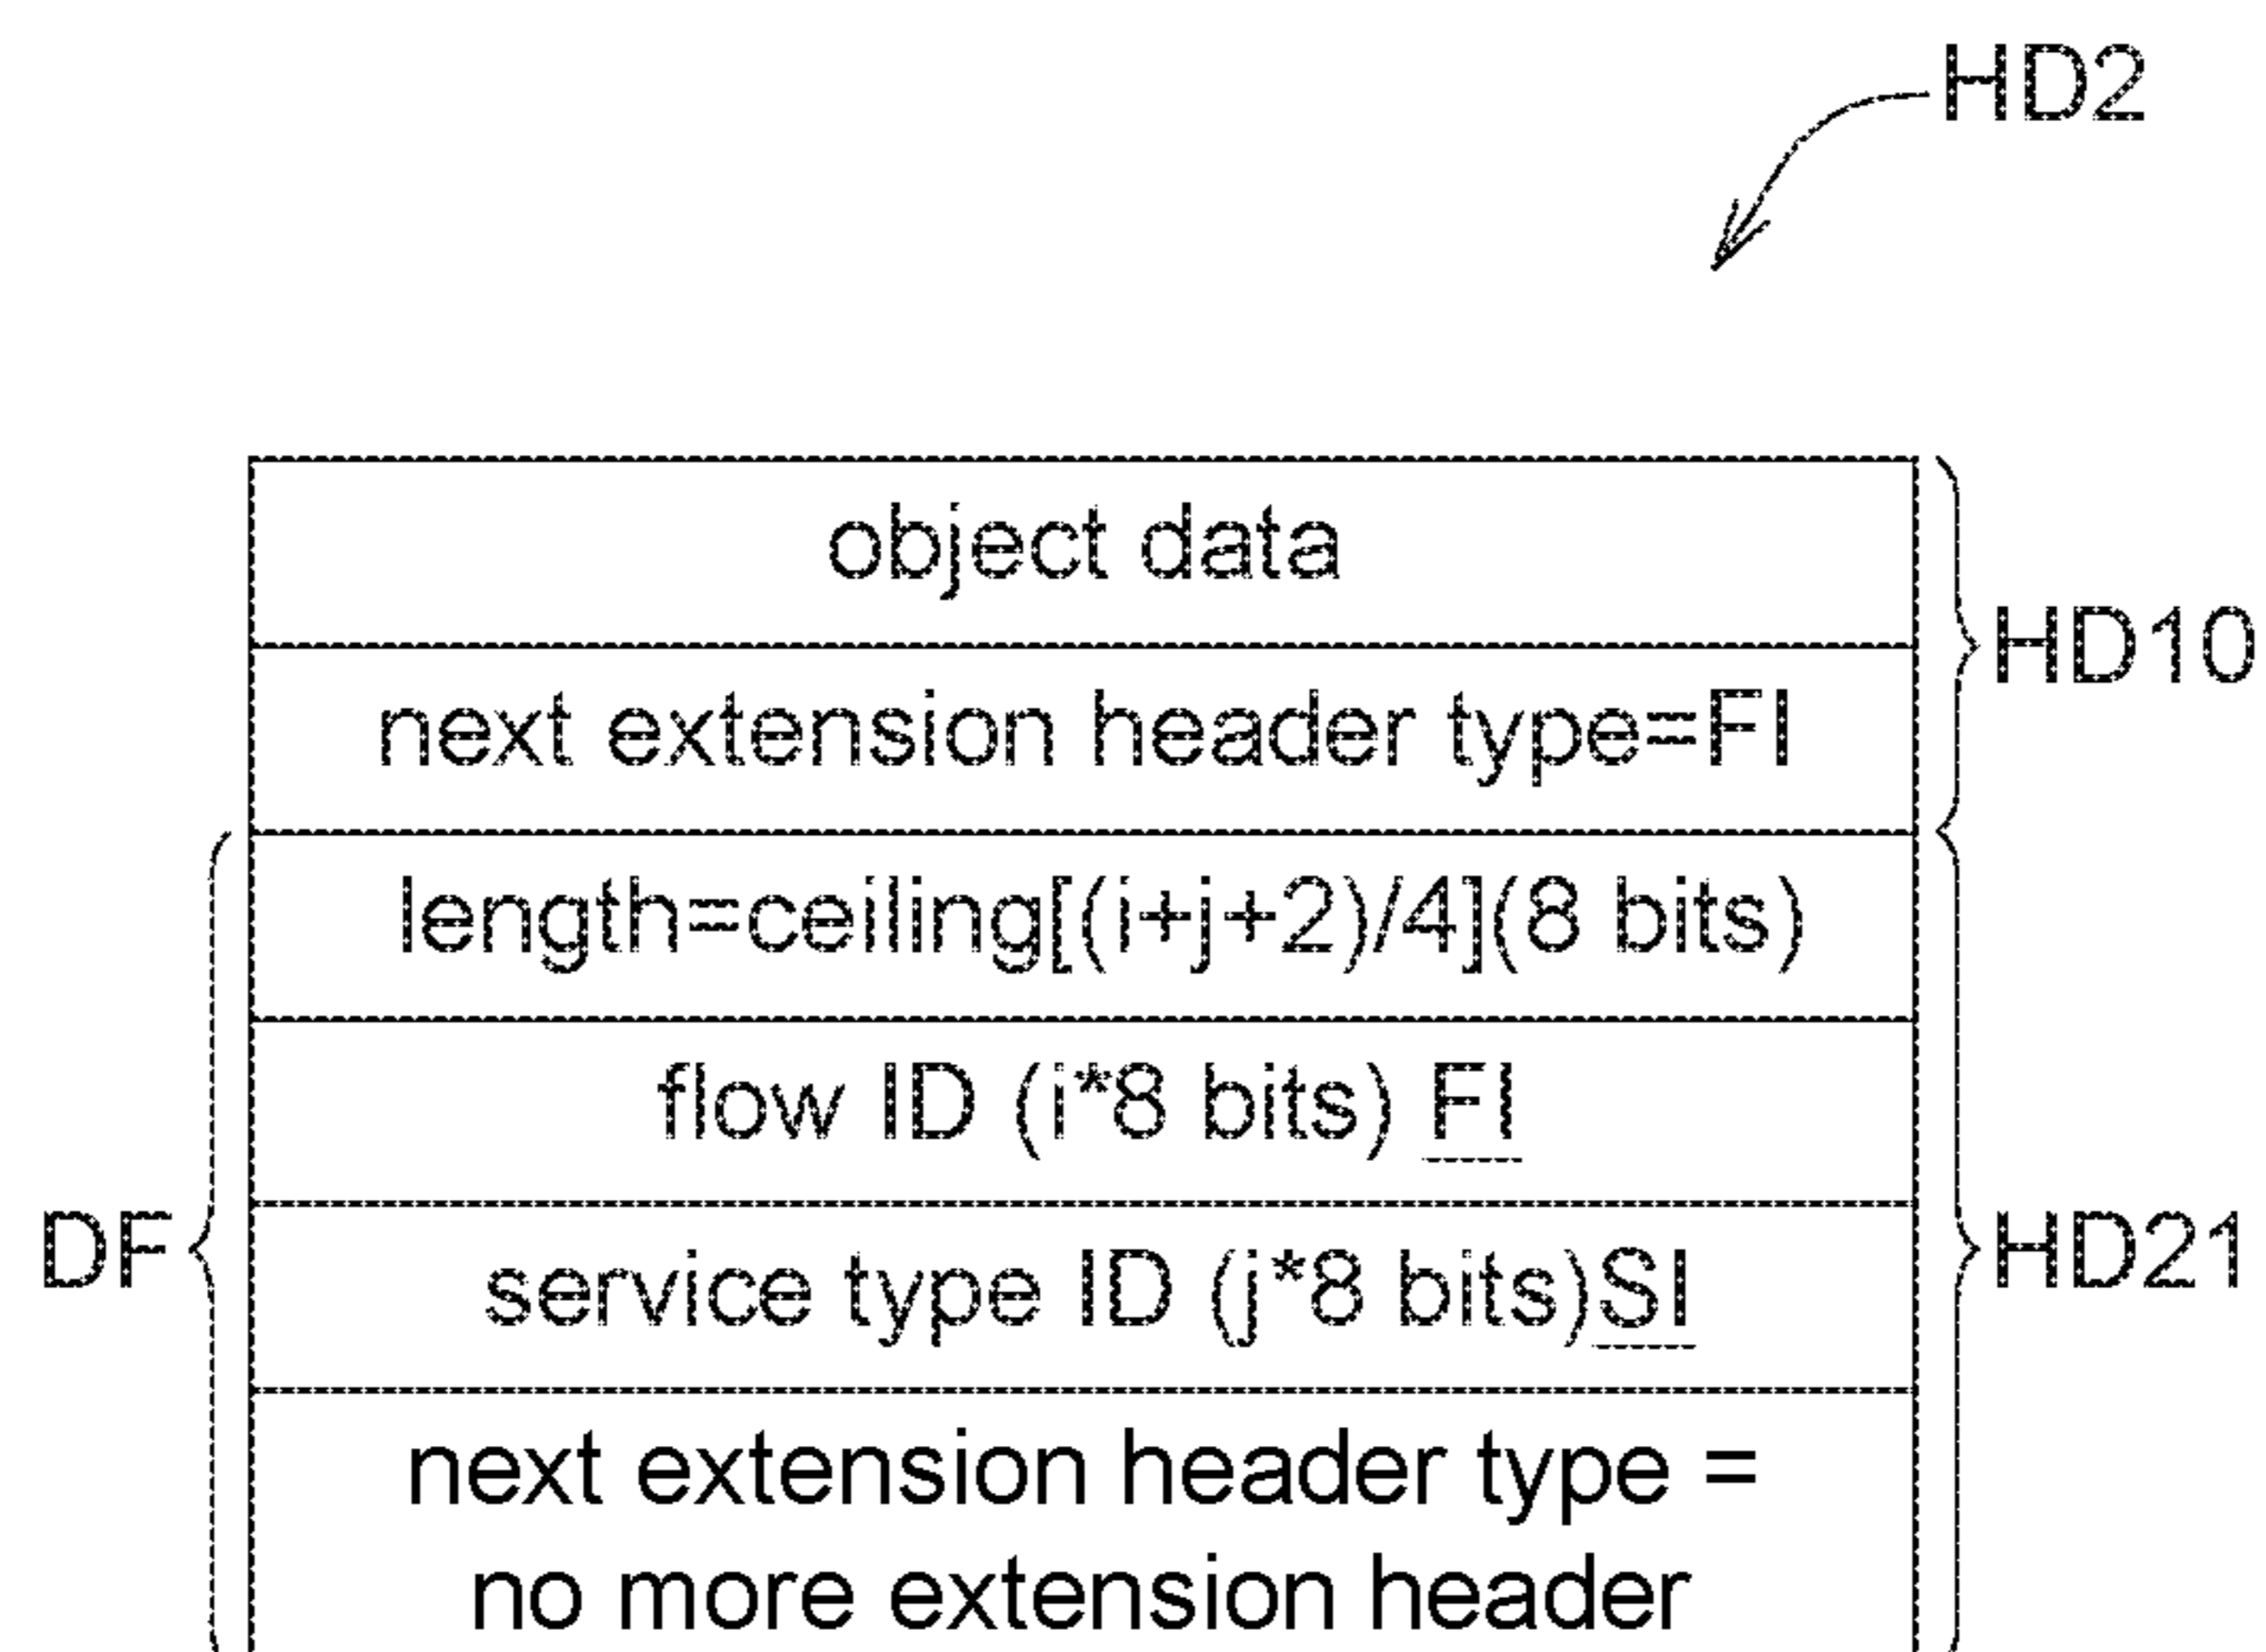 HD2
object data
HD10
next extension header type=FI
length=ceiling[(i+j+2)/4](8 bits)
flow ID (i*8 bits) FI
DF
service type ID (j*8 bits)SI
HD21
next extension header type =
no more extension header